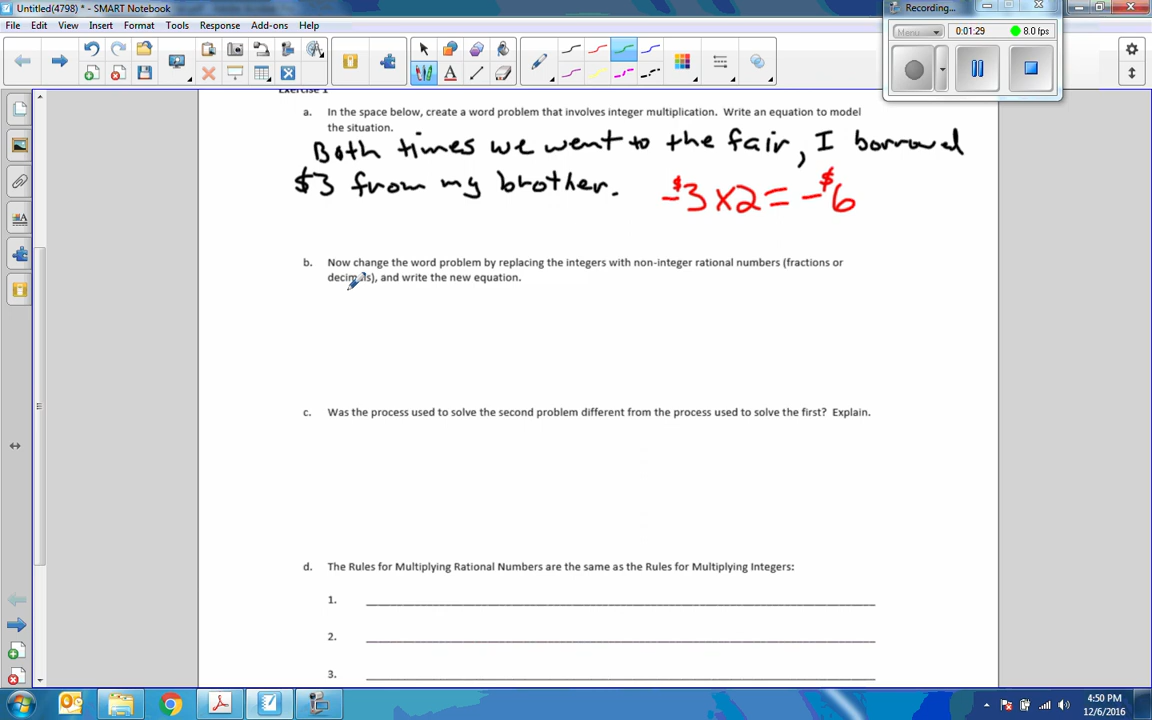 Untitled(4798) * - SMART Notebook
Recording...
File Edit View Insert Format Tools Response Add-ons Help
Menu 0:01:29 8.0 fps
Exercise 1
a. In the space below, create a word problem that involves integer multiplication. Write an equation to model
the situation.
Both times we went to the fair, I borrowed
$3 from my brother. -$3 x 2 = -$6
b. Now change the word problem by replacing the integers with non-integer rational numbers (fractions or
decimals), and write the new equation.
c. Was the process used to solve the second problem different from the process used to solve the first? Explain.
d. The Rules for Multiplying Rational Numbers are the same as the Rules for Multiplying Integers:
1.
2.
3.
4:50 PM
12/6/2016